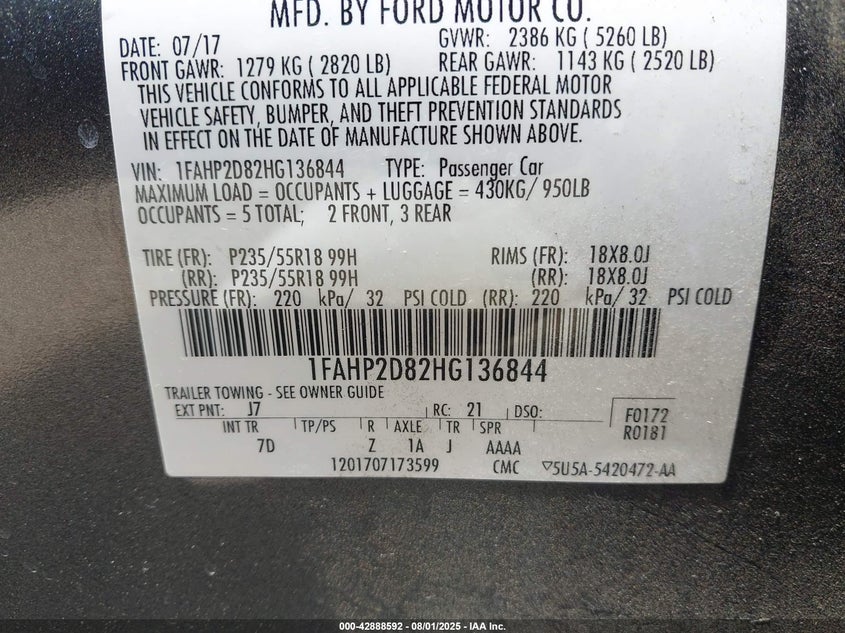 MFD. BY FORD MOTOR CO.
DATE: 07/17 GVWR: 2386 KG ( 5260 LB)
FRONT GAWR: 1279 KG ( 2820 LB) REAR GAWR: 1143 KG ( 2520 LB)
THIS VEHICLE CONFORMS TO ALL APPLICABLE FEDERAL MOTOR
VEHICLE SAFETY, BUMPER, AND THEFT PREVENTION STANDARDS
IN EFFECT ON THE DATE OF MANUFACTURE SHOWN ABOVE.
VIN: 1FAHP2D82HG136844 TYPE: Passenger Car
MAXIMUM LOAD = OCCUPANTS + LUGGAGE = 430KG/ 950LB
OCCUPANTS = 5 TOTAL; 2 FRONT, 3 REAR
TIRE (FR): P235/55R18 99H RIMS (FR): 18X8.0J
(RR): P235/55R18 99H (RR): 18X8.0J
PRESSURE (FR): 220 kPa/ 32 PSI COLD (RR): 220 kPa/ 32 PSI COLD
1FAHP2D82HG136844
TRAILER TOWING - SEE OWNER GUIDE
EXT PNT: J7 RC: 21 DSO: F0172
INT TR TP/PS R AXLE TR SPR R0181
7D Z 1A J AAAA
1201707173599 CMC ▽5U5A-5420472-AA
000-42888592 - 08/01/2025 - IAA Inc.